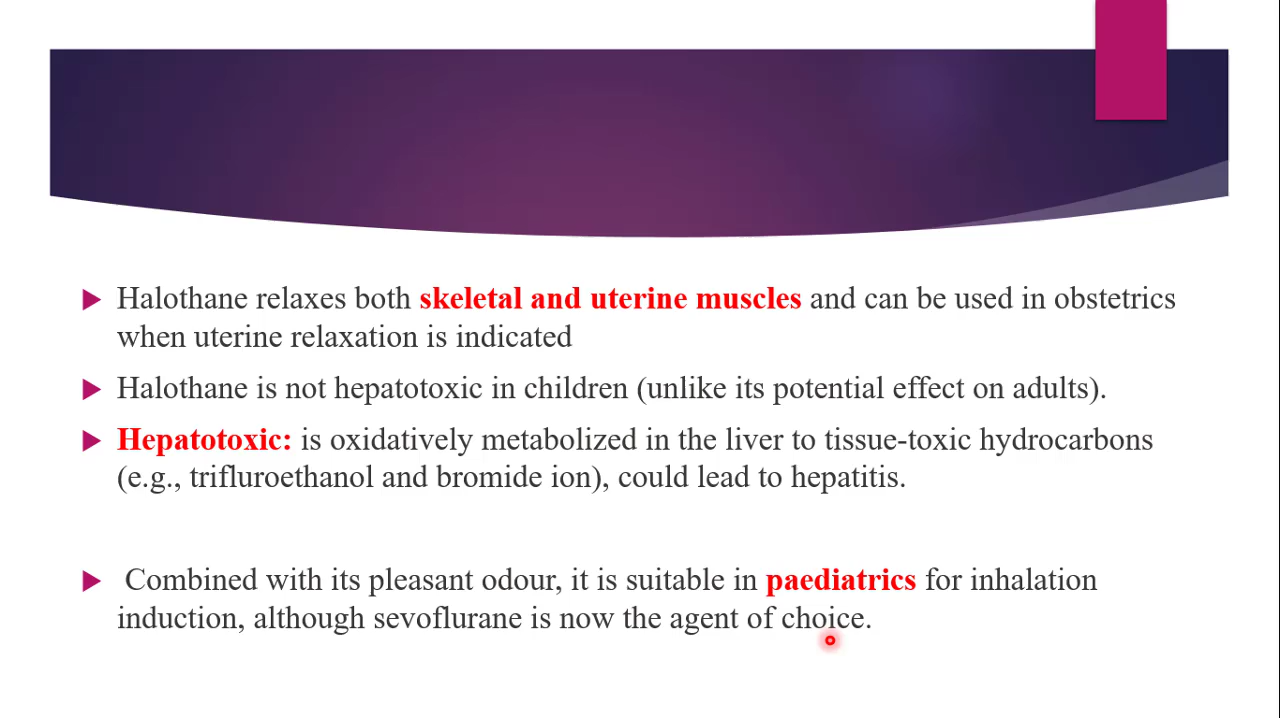 Halothane relaxes both skeletal and uterine muscles and can be used in obstetrics
when uterine relaxation is indicated
Halothane is not hepatotoxic in children (unlike its potential effect on adults).
Hepatotoxic: is oxidatively metabolized in the liver to tissue-toxic hydrocarbons
(e.g., trifluroethanol and bromide ion), could lead to hepatitis.
Combined with its pleasant odour, it is suitable in paediatrics for inhalation
induction, although sevoflurane is now the agent of choice.